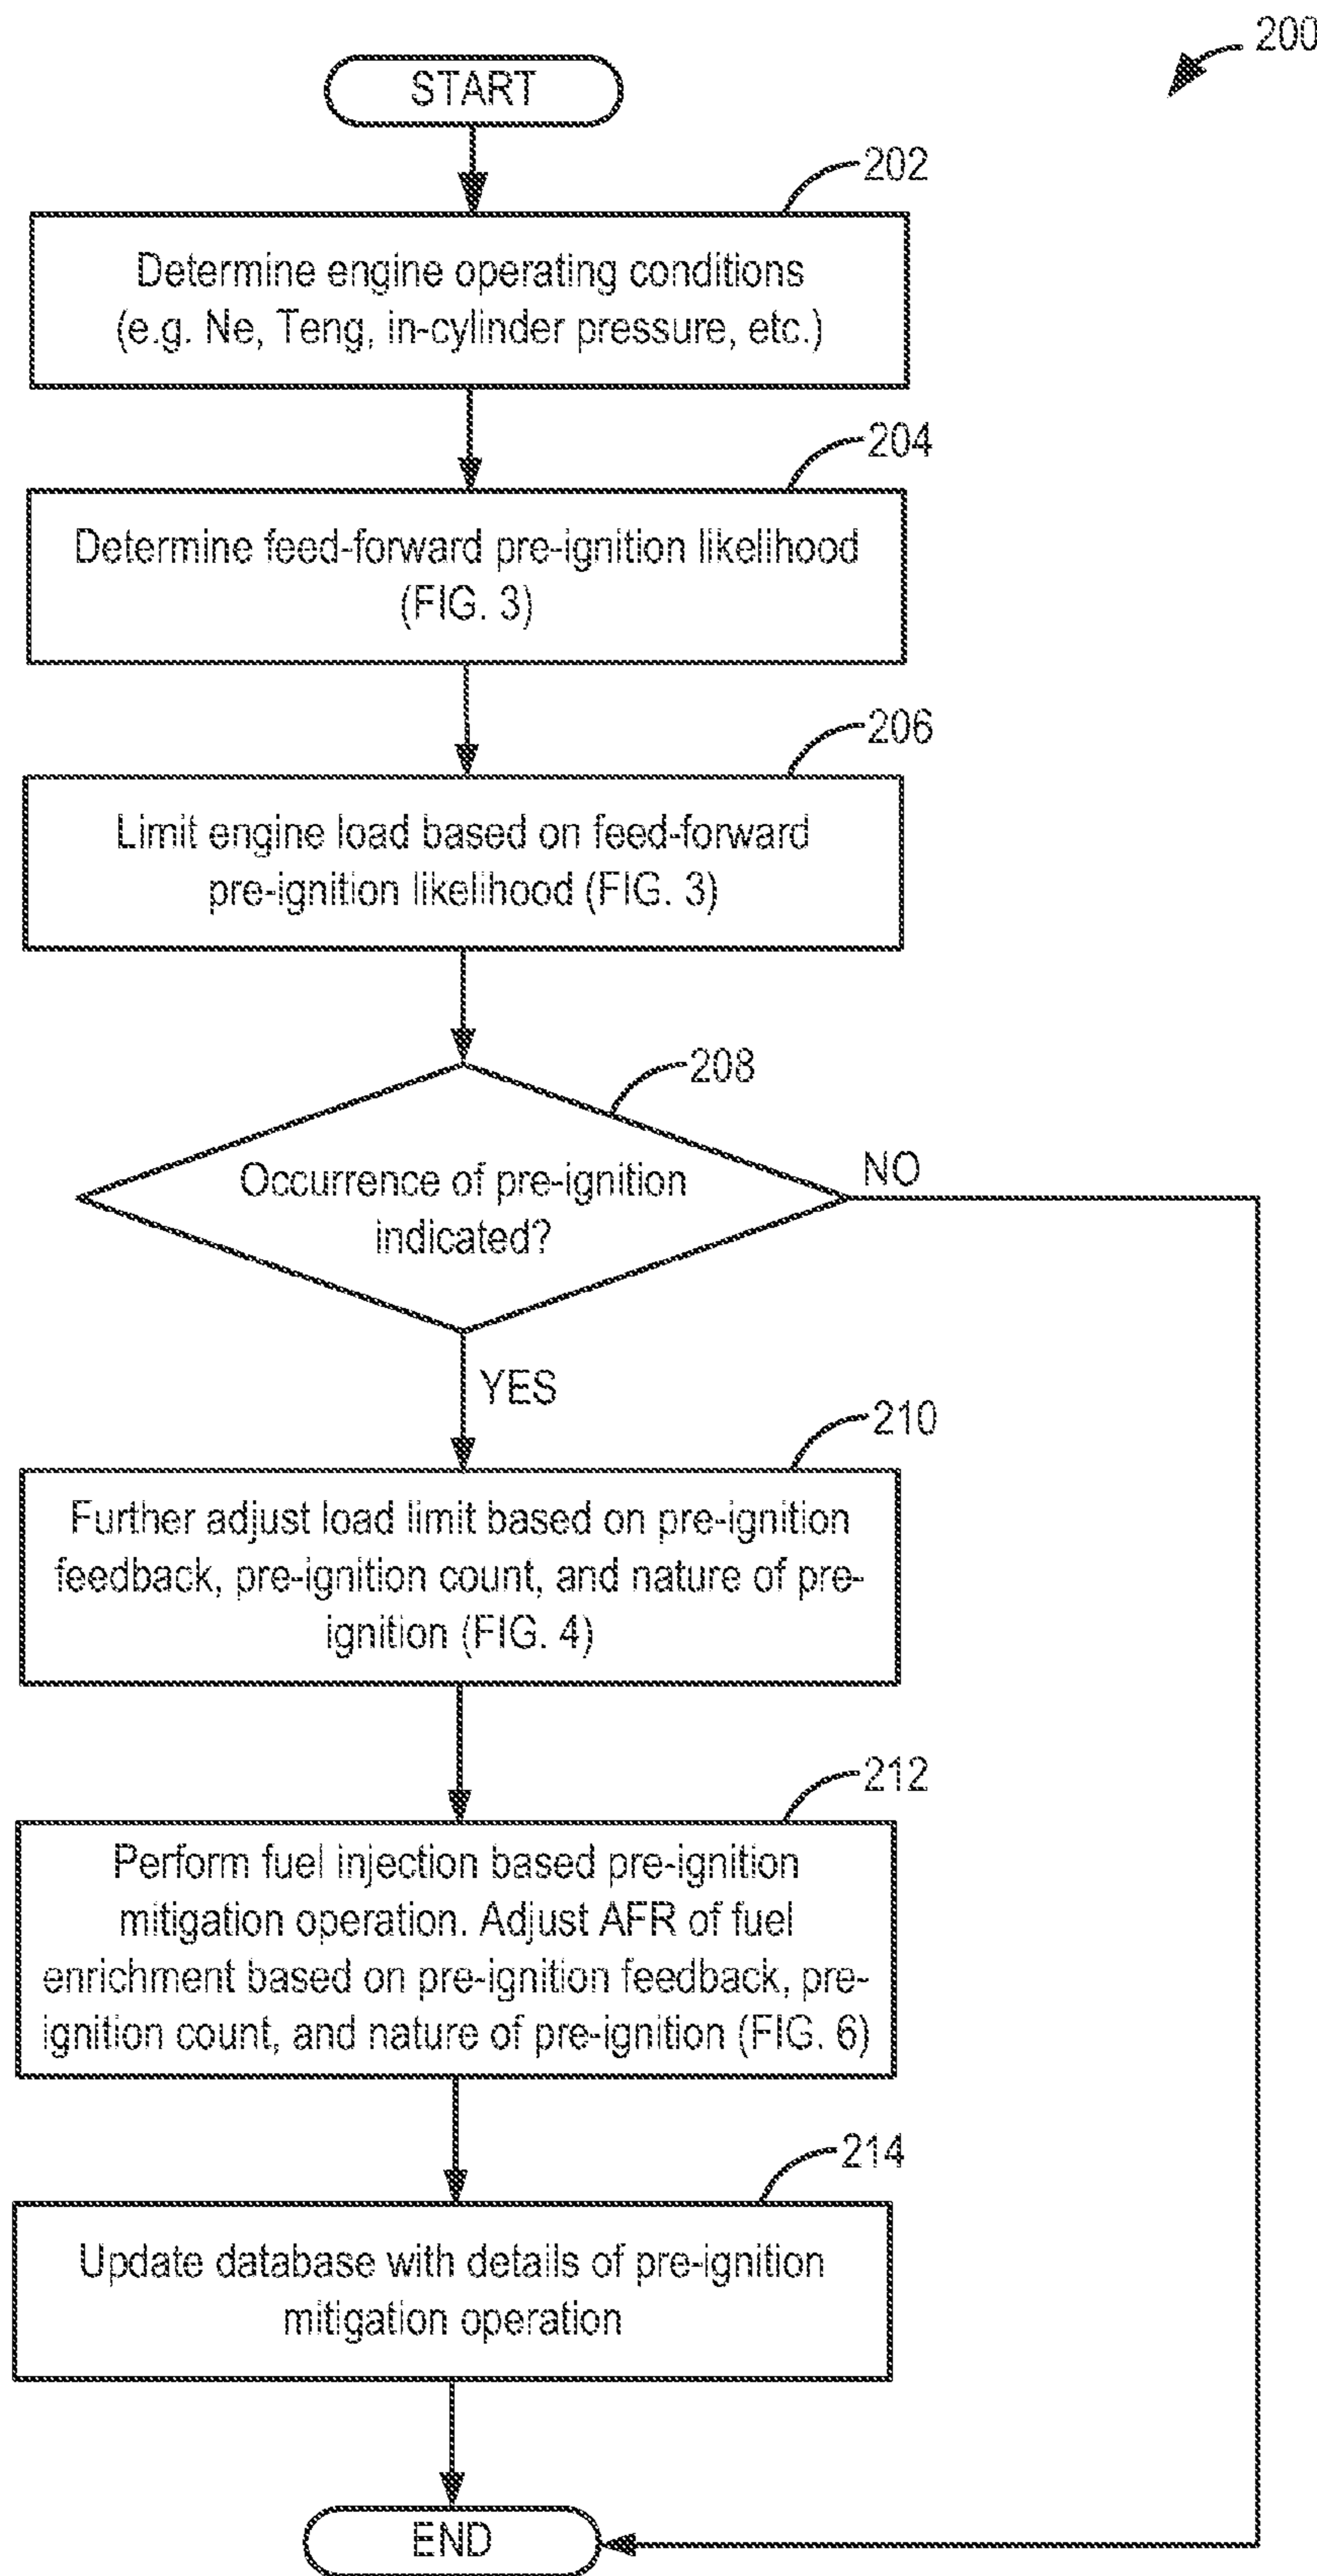 200
START
202
Determine engine operating conditions
(e.g. Ne, Teng, in-cylinder pressure, etc.)
204
Determine feed-forward pre-ignition likelihood
(FIG. 3)
206
Limit engine load based on feed-forward
pre-ignition likelihood (FIG. 3)
208
Occurrence of pre-ignition
indicated?
NO
YES
210
Further adjust load limit based on pre-ignition
feedback, pre-ignition count, and nature of pre-
ignition (FIG. 4)
212
Perform fuel injection based pre-ignition
mitigation operation. Adjust AFR of fuel
enrichment based on pre-ignition feedback, pre-
ignition count, and nature of pre-ignition (FIG. 6)
214
Update database with details of pre-ignition
mitigation operation
END